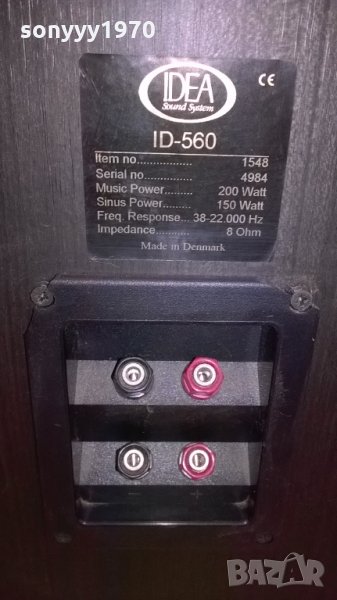 sonyyy1970
IDEA
Sound System
CE
ID-560
Item no................. 1548
Serial no................ 4984
Music Power......... 200 Watt
Sinus Power.......... 150 Watt
Freq. Response... 38-22.000 Hz
Impedance............ 8 Ohm
Made in Denmark
− +
BAZAR